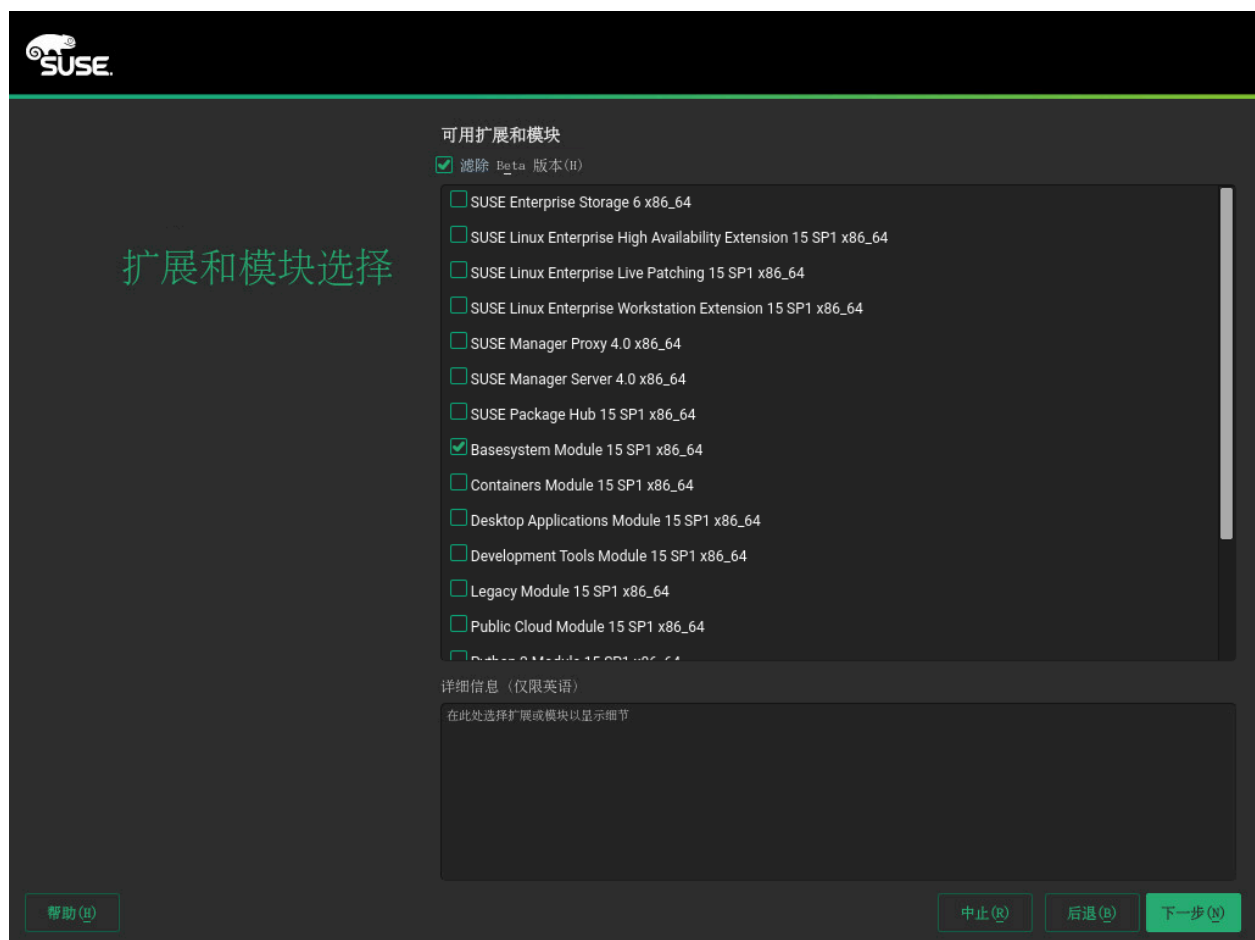 SUSE.
扩展和模块选择
可用扩展和模块
滤除 Beta 版本(H)
SUSE Enterprise Storage 6 x86_64
SUSE Linux Enterprise High Availability Extension 15 SP1 x86_64
SUSE Linux Enterprise Live Patching 15 SP1 x86_64
SUSE Linux Enterprise Workstation Extension 15 SP1 x86_64
SUSE Manager Proxy 4.0 x86_64
SUSE Manager Server 4.0 x86_64
SUSE Package Hub 15 SP1 x86_64
Basesystem Module 15 SP1 x86_64
Containers Module 15 SP1 x86_64
Desktop Applications Module 15 SP1 x86_64
Development Tools Module 15 SP1 x86_64
Legacy Module 15 SP1 x86_64
Public Cloud Module 15 SP1 x86_64
Python 2 Module 15 SP1 x86_64
详细信息（仅限英语）
在此处选择扩展或模块以显示细节
帮助(H)
中止(R)
后退(B)
下一步(N)